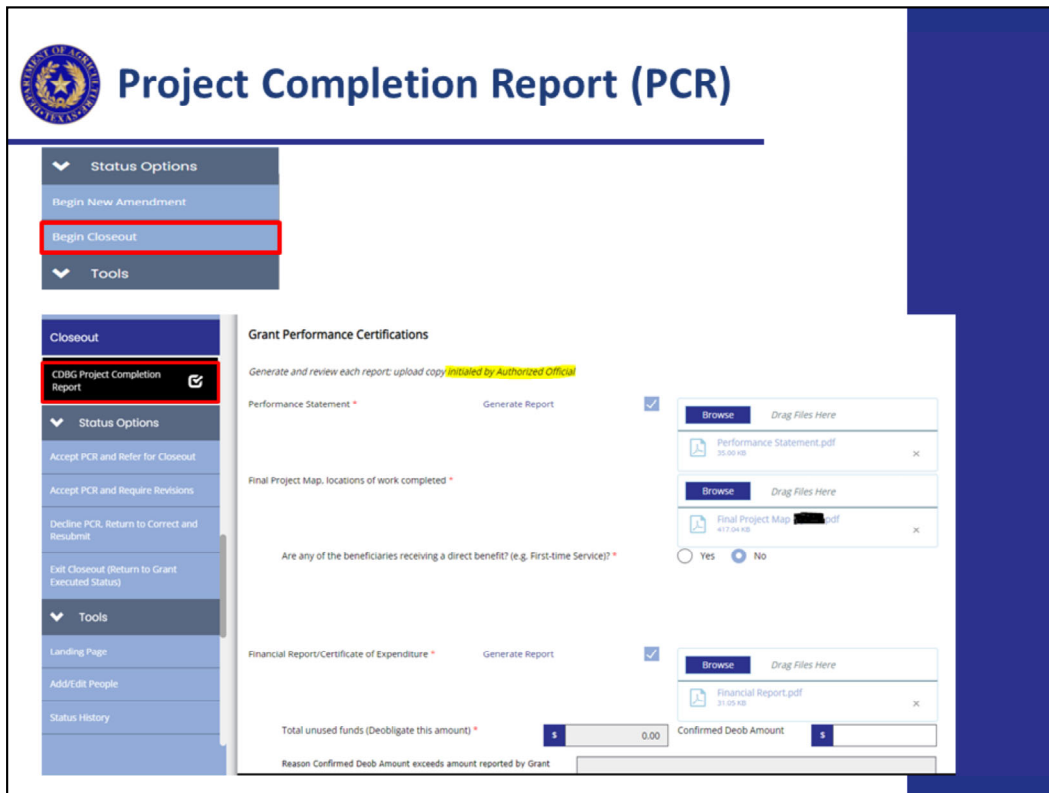 DEPARTMENT OF AGRICULTURE
TEXAS
Project Completion Report (PCR)
Status Options
Begin New Amendment
Begin Closeout
Tools
Closeout
CDBG Project Completion
Report
Status Options
Accept PCR and Refer for Closeout
Accept PCR and Require Revisions
Decline PCR, Return to Correct and
Resubmit
Exit Closeout (Return to Grant
Executed Status)
Tools
Landing Page
Add/Edit People
Status History
Grant Performance Certifications
Generate and review each report; upload copy initialed by Authorized Official
Performance Statement * Generate Report
Browse Drag Files Here
Performance Statement.pdf
35.00 KB ×
Final Project Map, locations of work completed *
Browse Drag Files Here
Final Project Map .pdf
417.04 KB ×
Are any of the beneficiaries receiving a direct benefit? (e.g. First-time Service)? * Yes No
Financial Report/Certificate of Expenditure * Generate Report
Browse Drag Files Here
Financial Report.pdf
31.05 KB ×
Total unused funds (Deobligate this amount) * $ 0.00 Confirmed Deob Amount $
Reason Confirmed Deob Amount exceeds amount reported by Grant